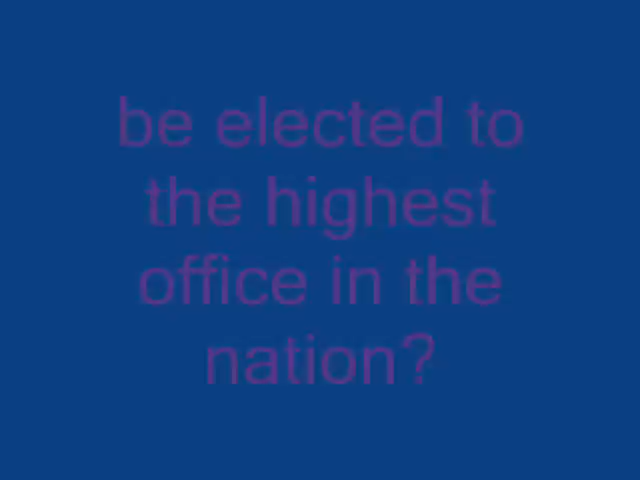 be elected to
the highest
office in the
nation?